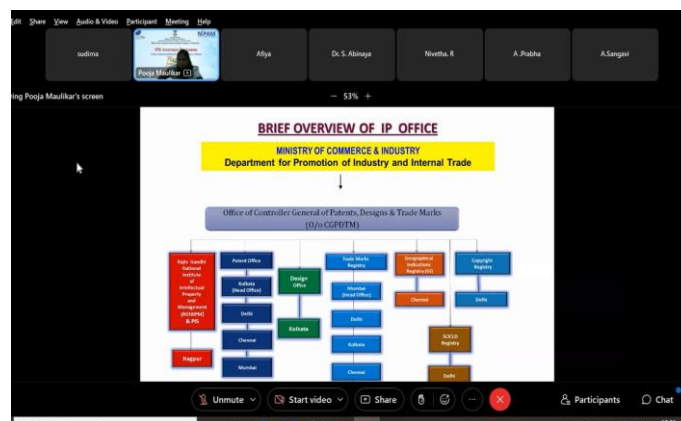 Edit Share View Audio & Video Participant Meeting Help
NIPAM
sudima
Pooja Maulikar
Afiya
Dr. S. Abinaya
Nivetha. R
A .Prabha
A.Sangavi
ing Pooja Maulikar's screen
− 53% +
BRIEF OVERVIEW OF IP OFFICE
MINISTRY OF COMMERCE & INDUSTRY
Department for Promotion of Industry and Internal Trade
Office of Controller General of Patents, Designs & Trade Marks
(O/o CGPDTM)
Rajiv Gandhi
National
Institute
of
Intellectual
Property
and
Management
(RGNIIPM)
& PIS
Nagpur
Patent Office
Kolkata
(Head Office)
Delhi
Chennai
Mumbai
Design
Office
Kolkata
Trade Marks
Registry
Mumbai
(Head Office)
Delhi
Kolkata
Chennai
Geographical
Indications
Registry (GI)
Chennai
Copyright
Registry
Delhi
SCICLD
Registry
Delhi
Unmute
Start video
Share
Participants
Chat